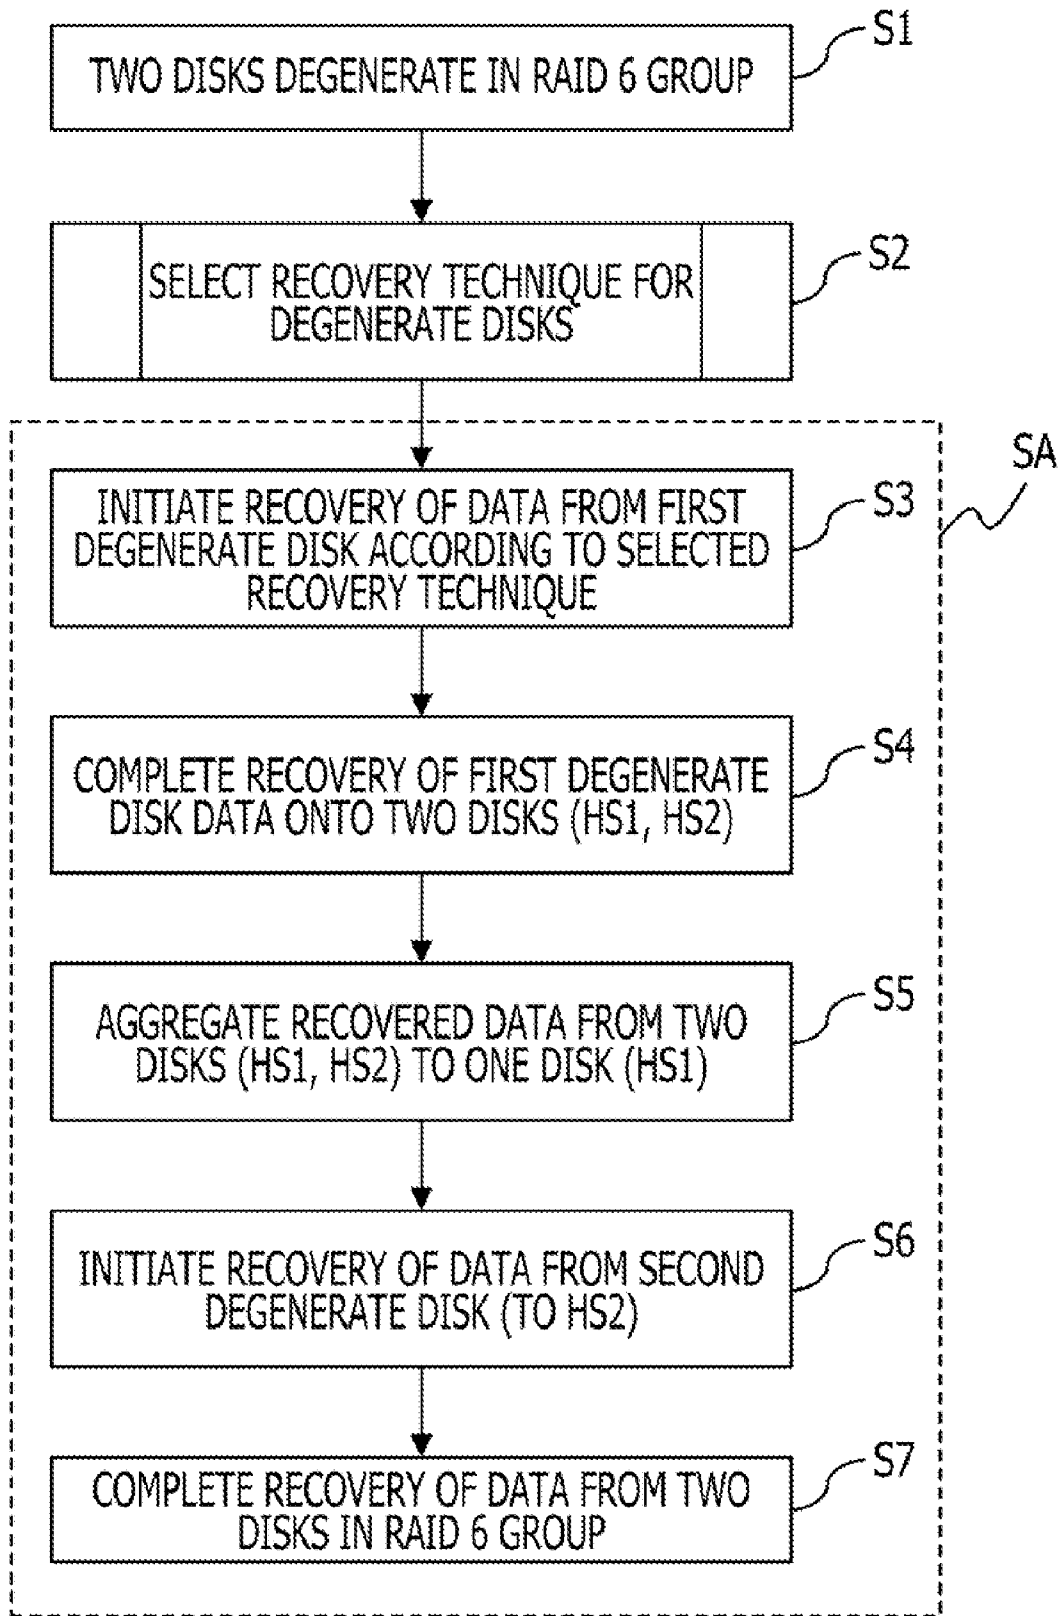 S1
TWO DISKS DEGENERATE IN RAID 6 GROUP
S2
SELECT RECOVERY TECHNIQUE FOR
DEGENERATE DISKS
SA
S3
INITIATE RECOVERY OF DATA FROM FIRST
DEGENERATE DISK ACCORDING TO SELECTED
RECOVERY TECHNIQUE
S4
COMPLETE RECOVERY OF FIRST DEGENERATE
DISK DATA ONTO TWO DISKS (HS1, HS2)
S5
AGGREGATE RECOVERED DATA FROM TWO
DISKS (HS1, HS2) TO ONE DISK (HS1)
S6
INITIATE RECOVERY OF DATA FROM SECOND
DEGENERATE DISK (TO HS2)
S7
COMPLETE RECOVERY OF DATA FROM TWO
DISKS IN RAID 6 GROUP